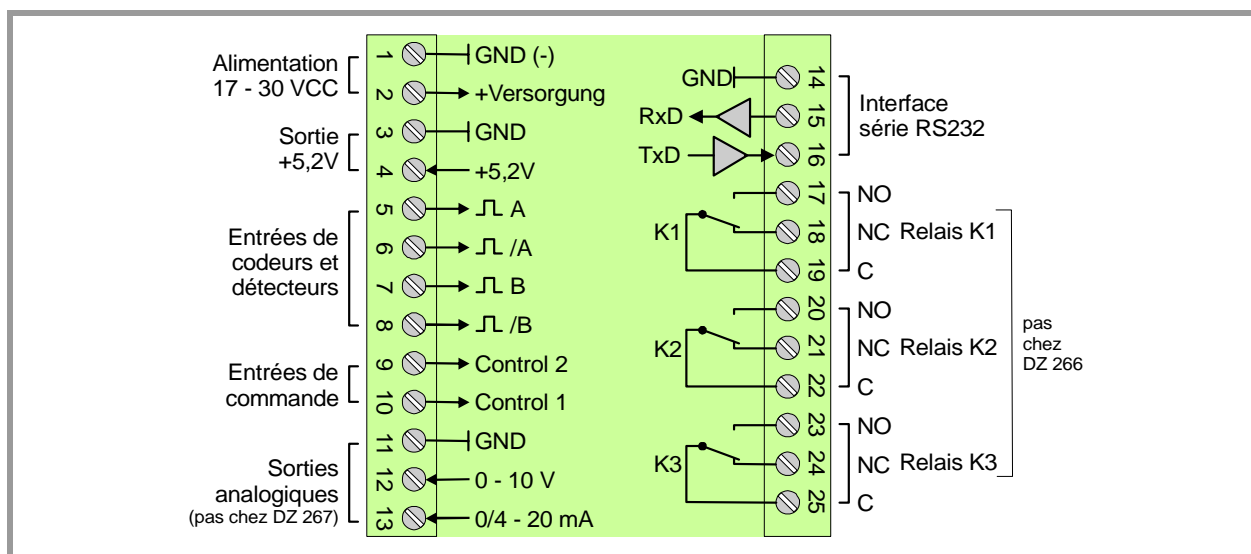 Alimentation
17 - 30 VCC
1 GND (-)
2 +Versorgung
Sortie
+5,2V
3 GND
4 +5,2V
Entrées de
codeurs et
détecteurs
5 A
6 /A
7 B
8 /B
Entrées de
commande
9 Control 2
10 Control 1
Sorties
analogiques
(pas chez DZ 267)
11 GND
12 0 - 10 V
13 0/4 - 20 mA
GND 14
RxD 15
TxD 16
Interface
série RS232
17 NO
K1 18 NC Relais K1
19 C
20 NO
K2 21 NC Relais K2
22 C
23 NO
K3 24 NC Relais K3
25 C
pas
chez
DZ 266